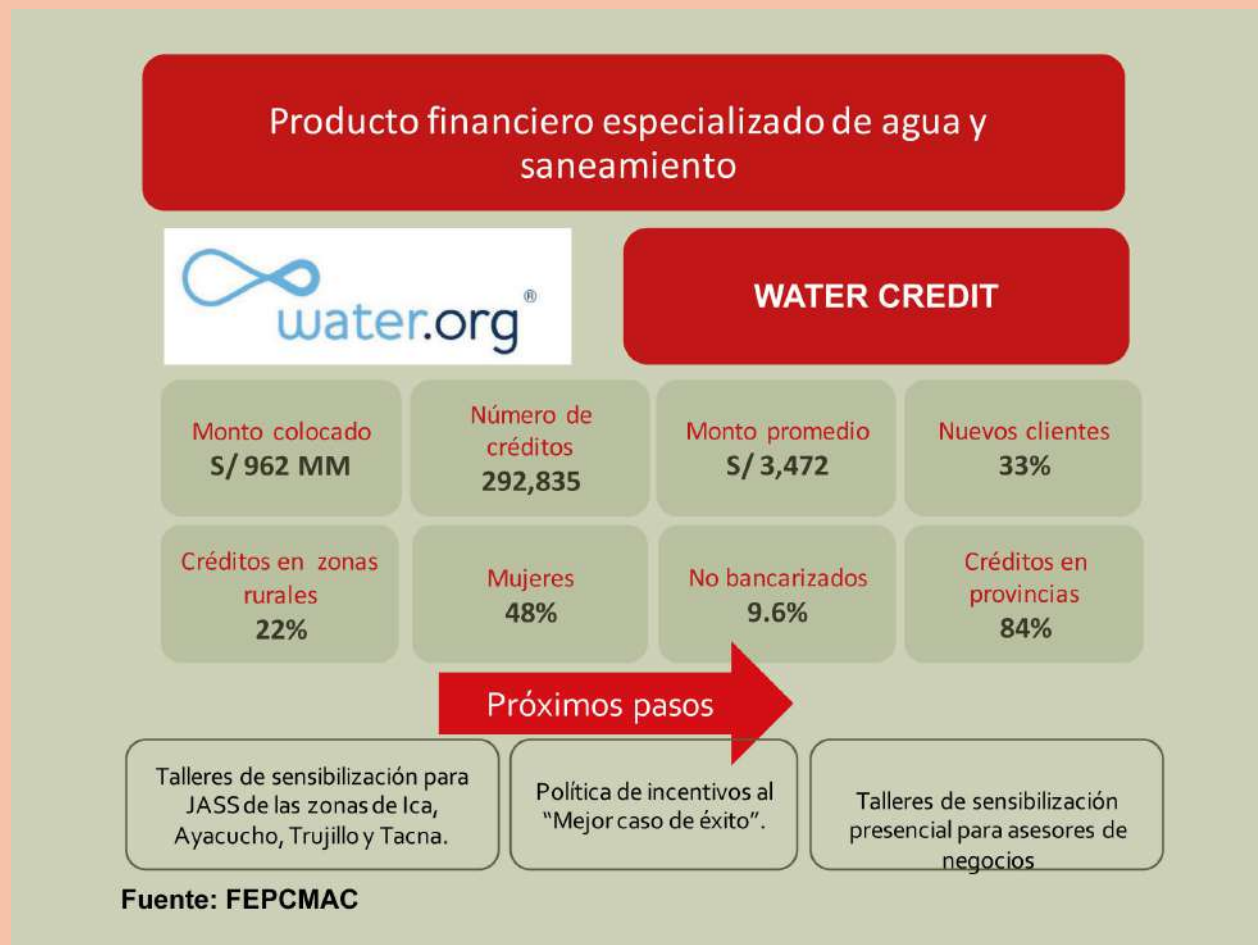 Producto financiero especializado de agua y
saneamiento
water.org®
WATER CREDIT
Monto colocado
S/ 962 MM
Número de
créditos
292,835
Monto promedio
S/ 3,472
Nuevos clientes
33%
Créditos en zonas
rurales
22%
Mujeres
48%
No bancarizados
9.6%
Créditos en
provincias
84%
Próximos pasos
Talleres de sensibilización para
JASS de las zonas de Ica,
Ayacucho, Trujillo y Tacna.
Política de incentivos al
“Mejor caso de éxito”.
Talleres de sensibilización
presencial para asesores de
negocios
Fuente: FEPCMAC